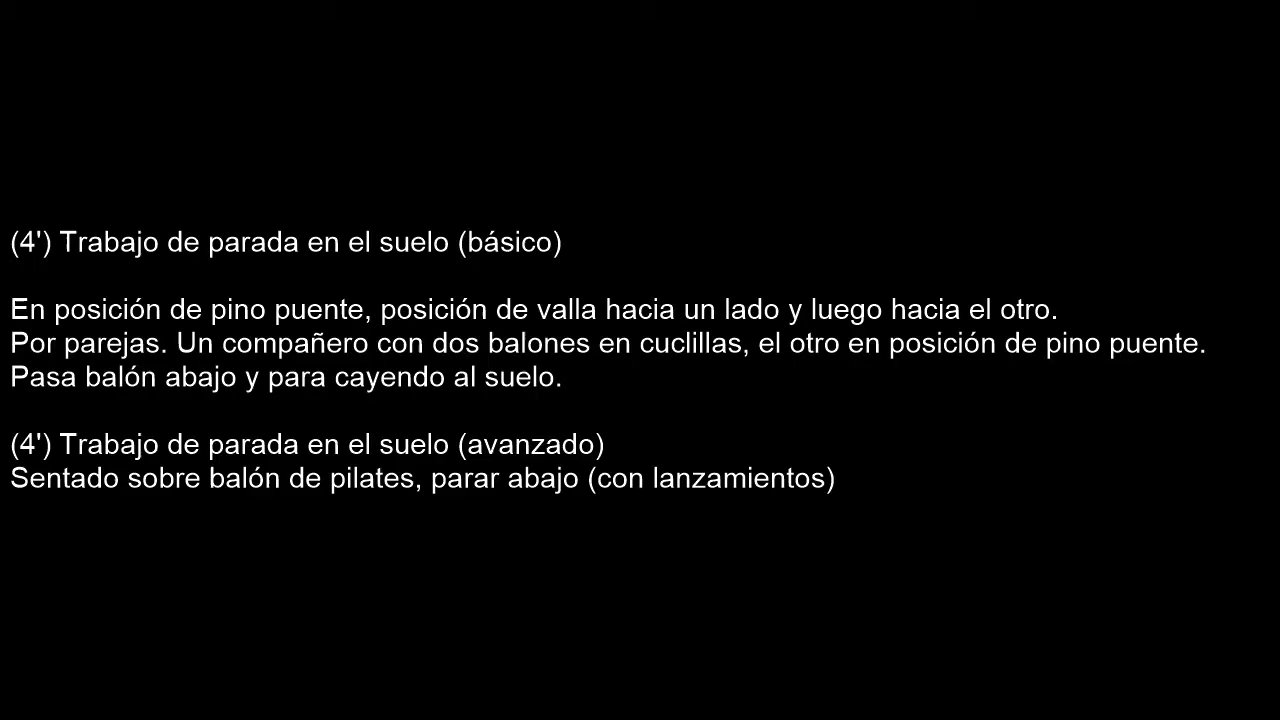 (4') Trabajo de parada en el suelo (básico)
En posición de pino puente, posición de valla hacia un lado y luego hacia el otro.
Por parejas. Un compañero con dos balones en cuclillas, el otro en posición de pino puente.
Pasa balón abajo y para cayendo al suelo.
(4') Trabajo de parada en el suelo (avanzado)
Sentado sobre balón de pilates, parar abajo (con lanzamientos)